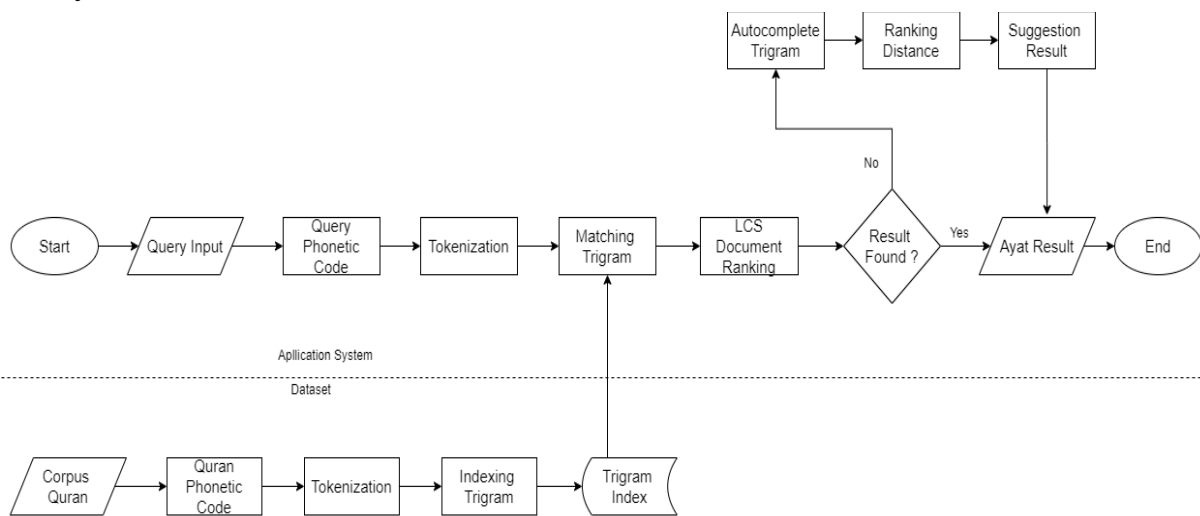 Autocomplete
Trigram
Ranking
Distance
Suggestion
Result
No
Start
Query Input
Query
Phonetic
Code
Tokenization
Matching
Trigram
LCS
Document
Ranking
Result
Found ?
Yes
Ayat Result
End
Apllication System
Dataset
Corpus
Quran
Quran
Phonetic
Code
Tokenization
Indexing
Trigram
Trigram
Index